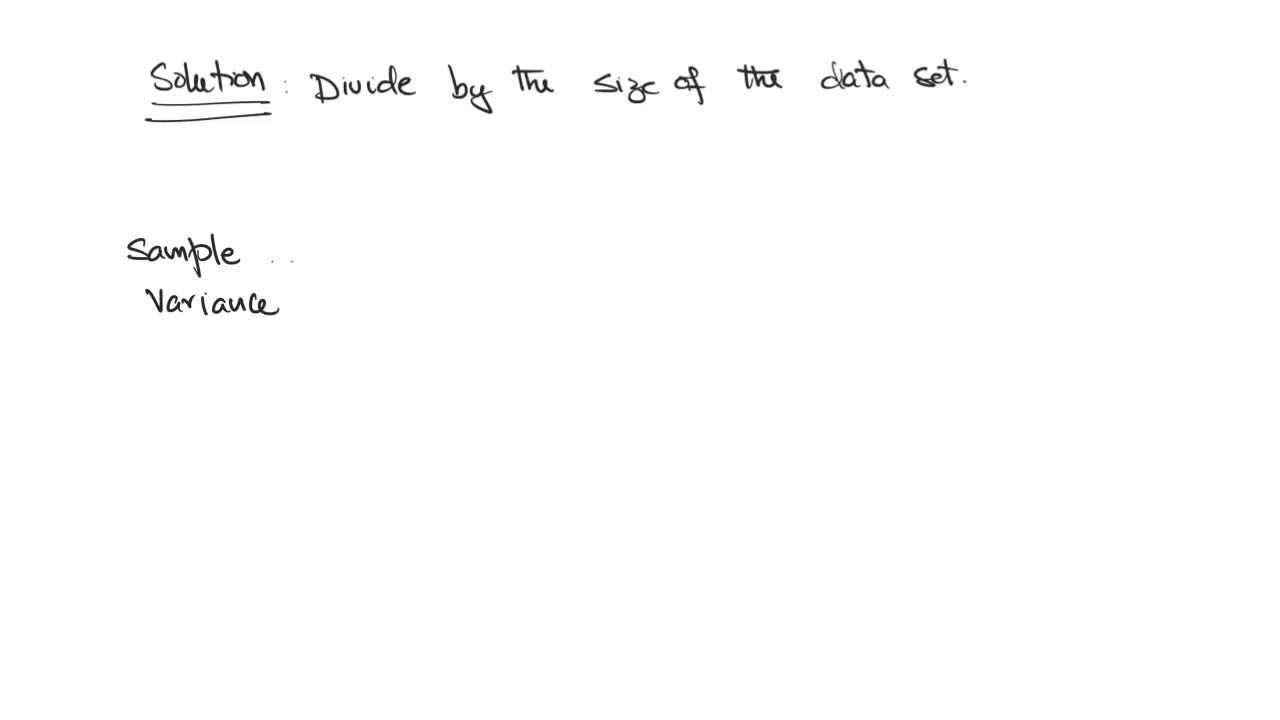 Solution : Divide by the size of the data set.
Sample
Variance